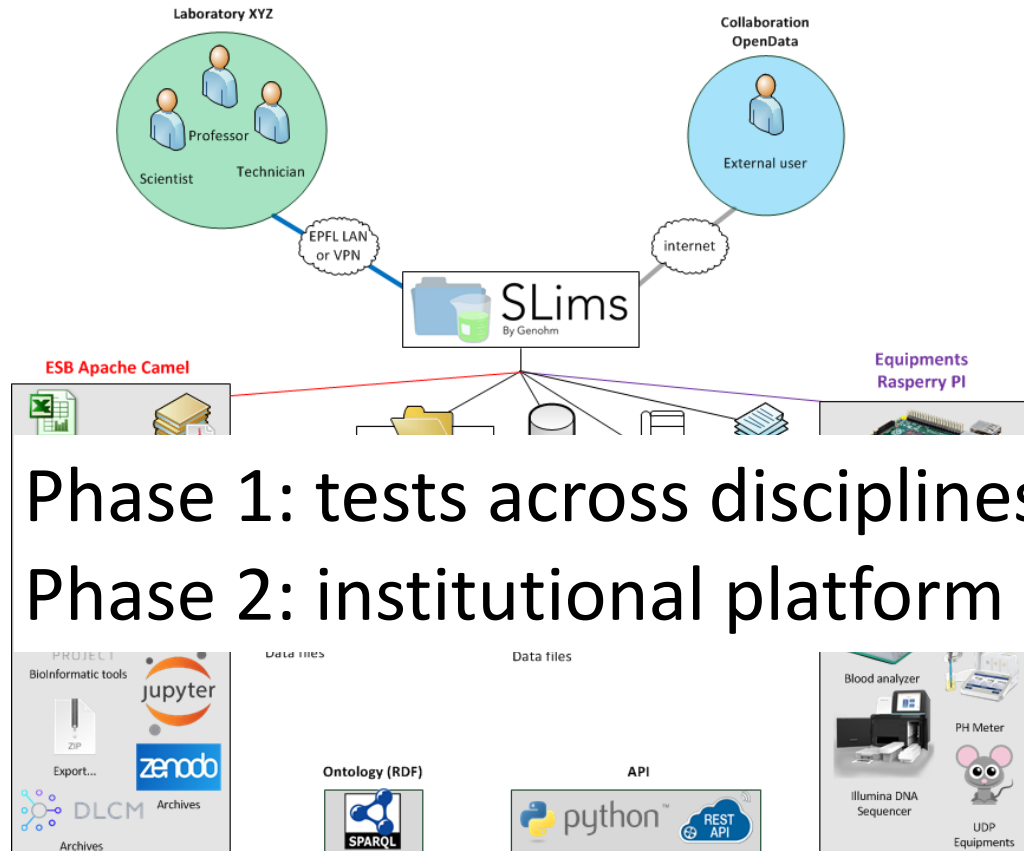 Laboratory XYZ
Collaboration
OpenData
Professor
Scientist
Technician
External user
EPFL LAN
or VPN
internet
SLims
By Genohm
ESB Apache Camel
Equipments
Rasperry PI
Phase 1: tests across disciplines
Phase 2: institutional platform
PROJECT
BioInformatic tools
Data files
Data files
Blood analyzer
jupyter
ZIP
PH Meter
Export...
zenodo
Ontology (RDF)
API
DLCM
Archives
SPARQL
python™
REST
API
Illumina DNA
Sequencer
UDP
Equipments
Archives